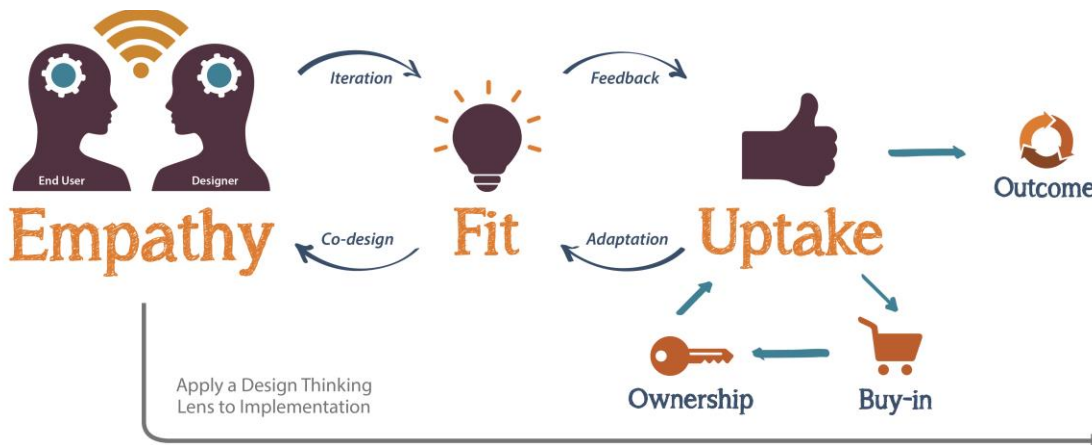 End User
Designer
Empathy
Iteration
Co-design
Fit
Feedback
Adaptation
Uptake
Outcome
Ownership
Buy-in
Apply a Design Thinking
Lens to Implementation